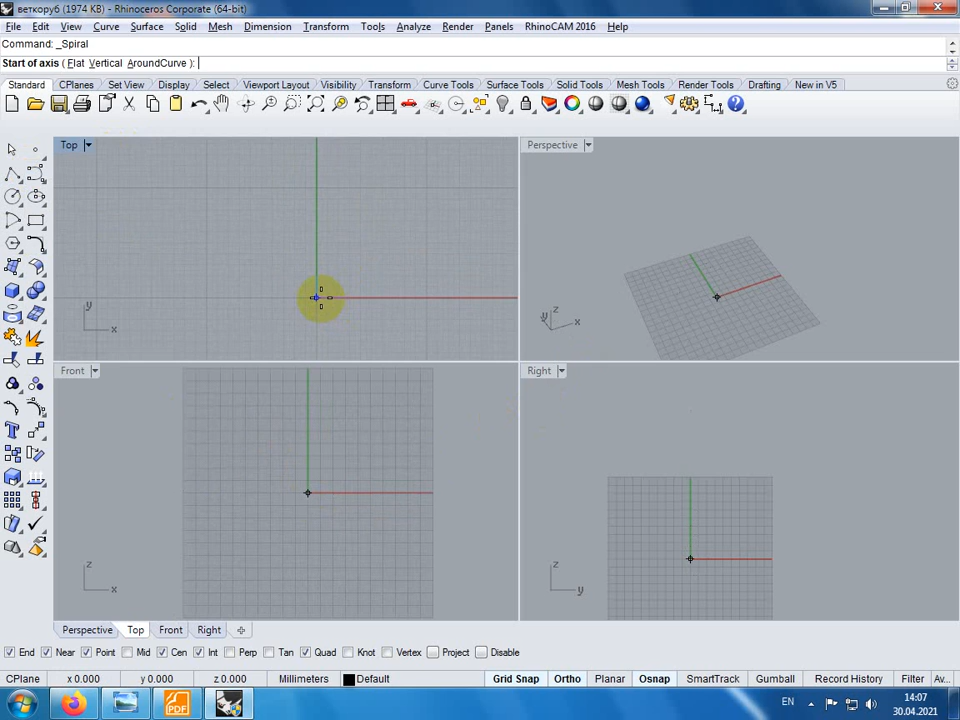 веткоруб (1974 KB) - Rhinoceros Corporate (64-bit)
File Edit View Curve Surface Solid Mesh Dimension Transform Tools Analyze Render Panels RhinoCAM 2016 Help
Command: _Spiral
Start of axis ( Flat Vertical AroundCurve ):
Standard CPlanes Set View Display Select Viewport Layout Visibility Transform Curve Tools Surface Tools Solid Tools Mesh Tools Render Tools Drafting New in V5
Top
Perspective
y
x
z
y
x
Front
Right
z
x
z
y
Perspective Top Front Right
End Near Point Mid Cen Int Perp Tan Quad Knot Vertex Project Disable
CPlane x 0.000 y 0.000 z 0.000 Millimeters Default Grid Snap Ortho Planar Osnap SmartTrack Gumball Record History Filter Av...
PDF
EN
14:07
30.04.2021